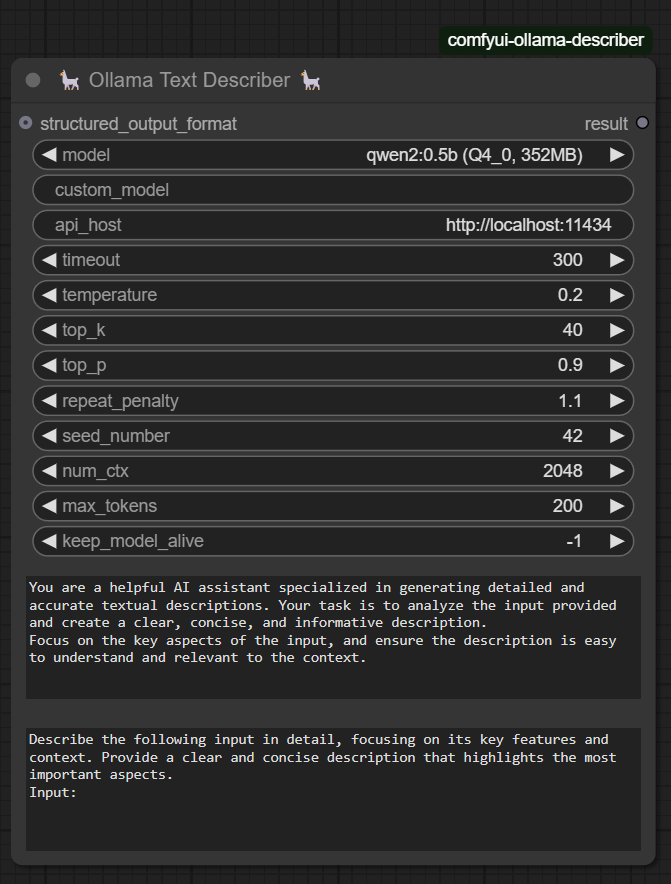 comfyui-ollama-describer
Ollama Text Describer
structured_output_format result
model qwen2:0.5b (Q4_0, 352MB)
custom_model
api_host http://localhost:11434
timeout 300
temperature 0.2
top_k 40
top_p 0.9
repeat_penalty 1.1
seed_number 42
num_ctx 2048
max_tokens 200
keep_model_alive -1
You are a helpful AI assistant specialized in generating detailed and
accurate textual descriptions. Your task is to analyze the input provided
and create a clear, concise, and informative description.
Focus on the key aspects of the input, and ensure the description is easy
to understand and relevant to the context.
Describe the following input in detail, focusing on its key features and
context. Provide a clear and concise description that highlights the most
important aspects.
Input: